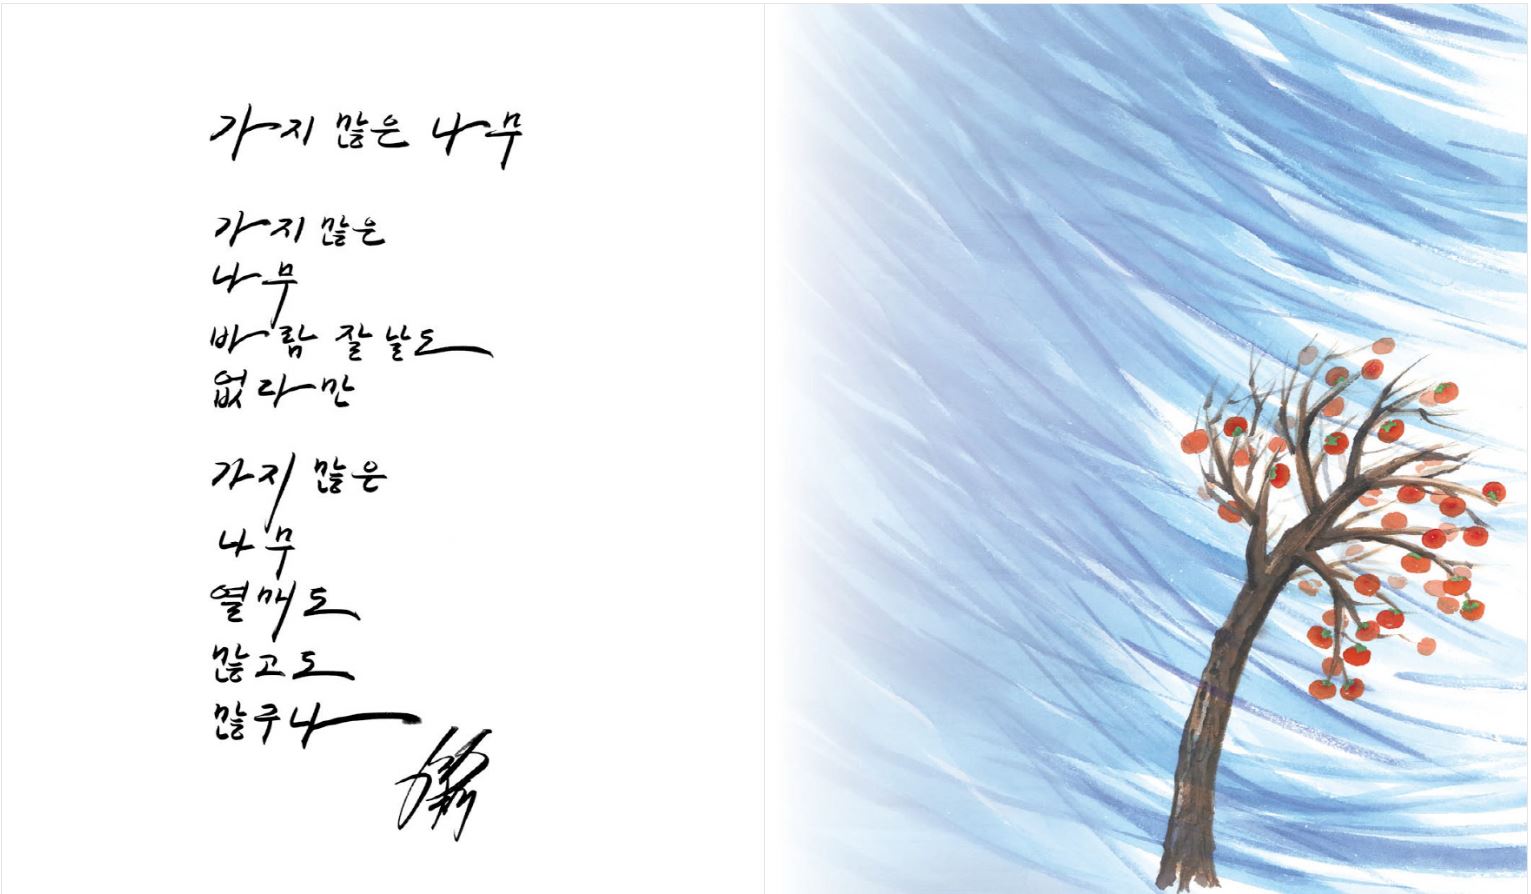 가지 많은 나무
가지 많은
나무
바람 잘 날도
없다만
가지 많은
나무
열매도
많고도
많구나